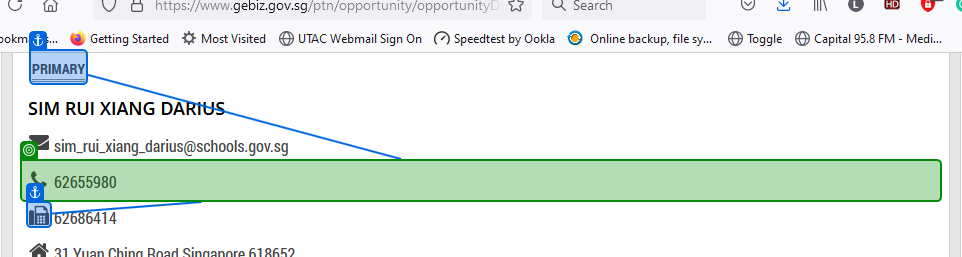 https://www.gebiz.gov.sg/ptn/opportunity/opportunityD
Search
L
HD
Getting Started
Most Visited
UTAC Webmail Sign On
Speedtest by Ookla
Online backup, file sy...
Toggle
Capital 95.8 FM - Medi...
PRIMARY
SIM RUI XIANG DARIUS
sim_rui_xiang_darius@schools.gov.sg
62655980
62686414
31 Yuan Ching Road Singapore 618652